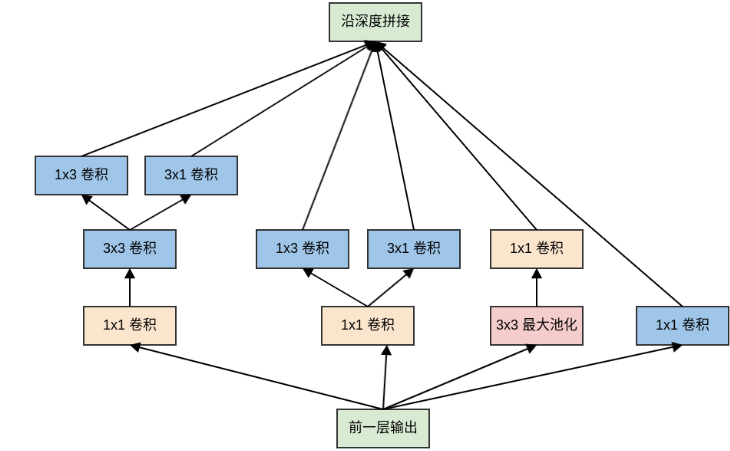 沿深度拼接
1x3 卷积
3x1 卷积
3x3 卷积
1x3 卷积
3x1 卷积
1x1 卷积
1x1 卷积
1x1 卷积
3x3 最大池化
1x1 卷积
前一层输出